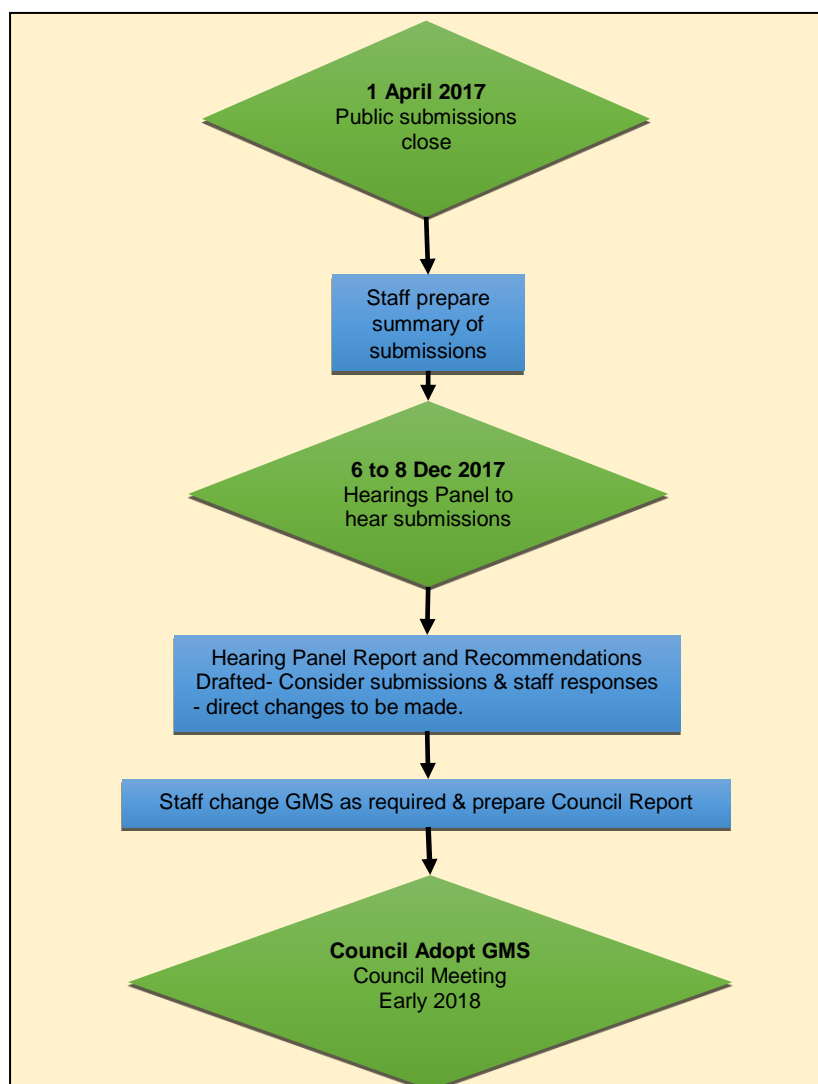 1 April 2017
Public submissions
close
Staff prepare
summary of
submissions
6 to 8 Dec 2017
Hearings Panel to
hear submissions
Hearing Panel Report and Recommendations
Drafted- Consider submissions & staff responses
- direct changes to be made.
Staff change GMS as required & prepare Council Report
Council Adopt GMS
Council Meeting
Early 2018